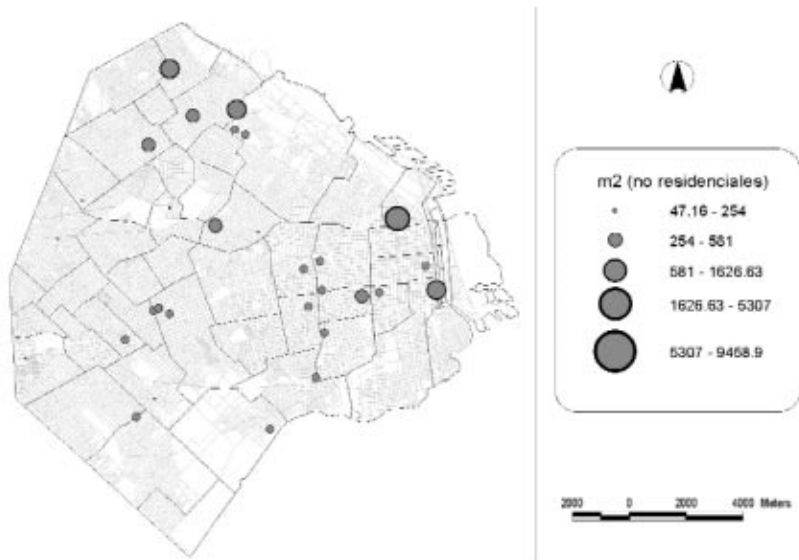 m2 (no residenciales)
47.16 - 254
254 - 581
581 - 1626.63
1626.63 - 5307
5307 - 9458.9
2000 0 2000 4000 Meters